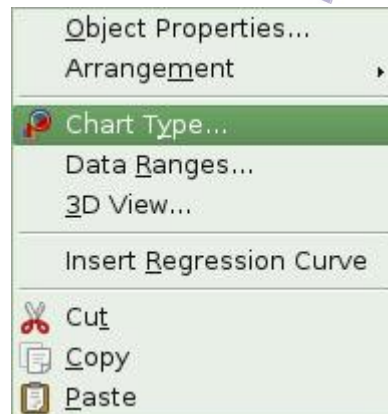 Object Properties...
Arrangement
Chart Type...
Data Ranges...
3D View...
Insert Regression Curve
Cut
Copy
Paste